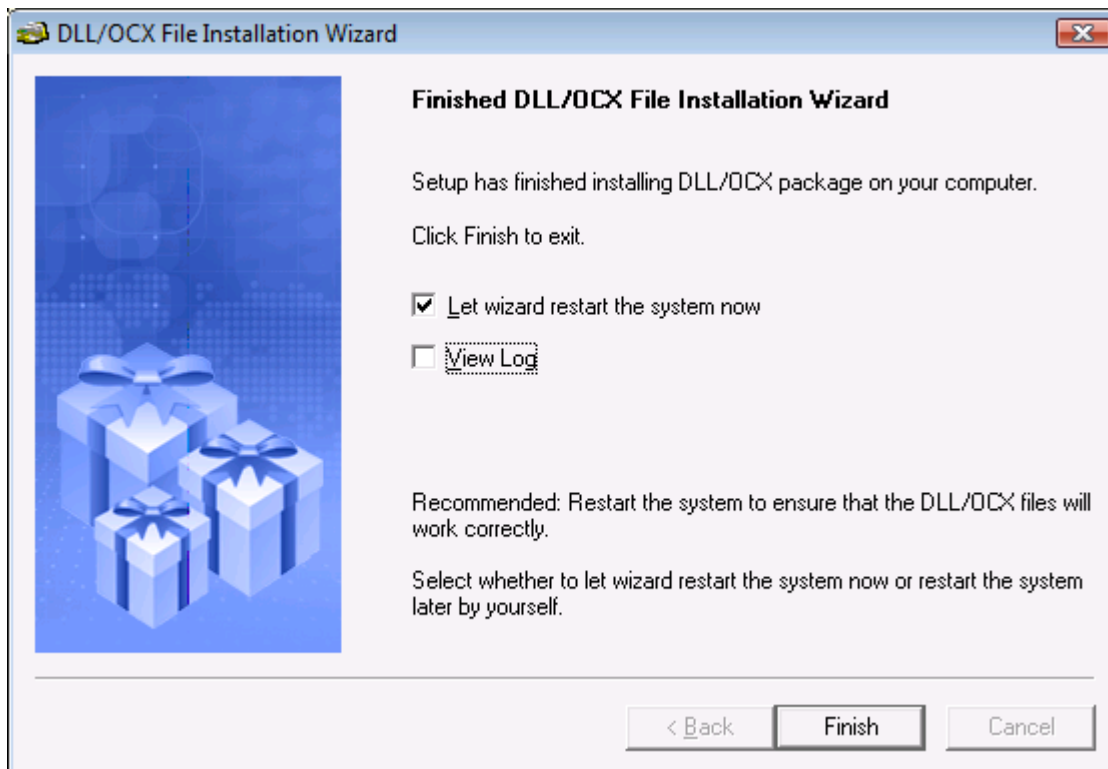 DLL/OCX File Installation Wizard
Finished DLL/OCX File Installation Wizard
Setup has finished installing DLL/OCX package on your computer.
Click Finish to exit.
Let wizard restart the system now
View Log
Recommended: Restart the system to ensure that the DLL/OCX files will
work correctly.
Select whether to let wizard restart the system now or restart the system
later by yourself.
< Back
Finish
Cancel